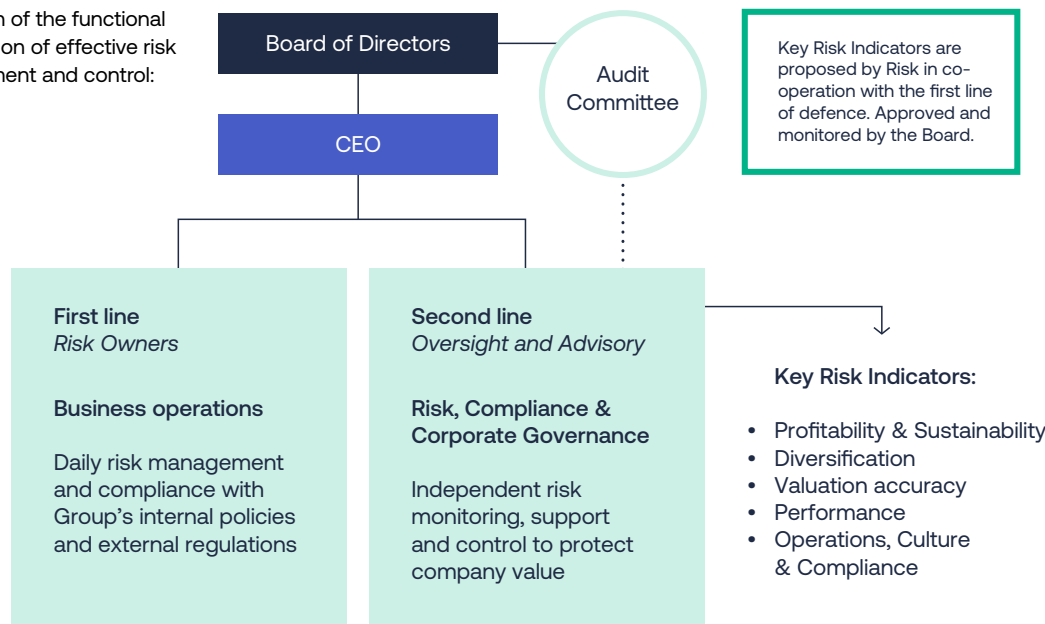 n of the functional
ion of effective risk
ment and control:
Board of Directors
CEO
Audit
Committee
Key Risk Indicators are
proposed by Risk in co-
operation with the first line
of defence. Approved and
monitored by the Board.
First line
Risk Owners
Business operations
Daily risk management
and compliance with
Group’s internal policies
and external regulations
Second line
Oversight and Advisory
Risk, Compliance &
Corporate Governance
Independent risk
monitoring, support
and control to protect
company value
Key Risk Indicators:
• Profitability & Sustainability
• Diversification
• Valuation accuracy
• Performance
• Operations, Culture
& Compliance